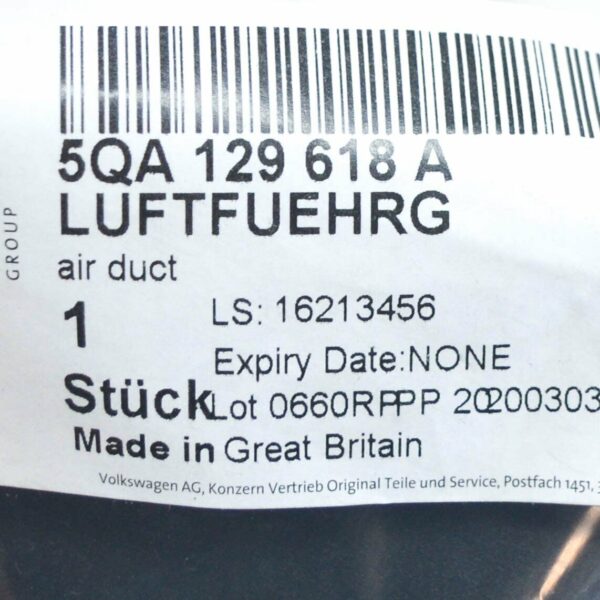 5QA 129 618 A
LUFTFUEHRG
air duct
1
LS: 16213456
Expiry Date:NONE
Stück
Lot 0660RPPP 20200303
Made in Great Britain
Volkswagen AG, Konzern Vertrieb Original Teile und Service, Postfach 1451,
GROUP